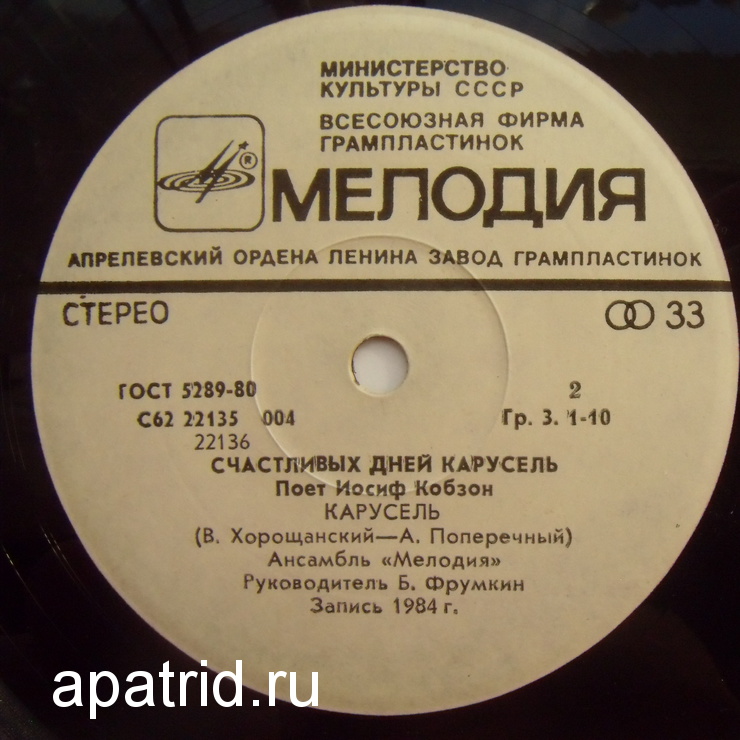 МИНИСТЕРСТВО
КУЛЬТУРЫ СССР
ВСЕСОЮЗНАЯ ФИРМА
ГРАМПЛАСТИНОК
®
МЕЛОДИЯ
АПРЕЛЕВСКИЙ ОРДЕНА ЛЕНИНА ЗАВОД ГРАМПЛАСТИНОК
СТЕРЕО 33
ГОСТ 5289-80 2
С62 22135 004 Гр. 3. 1-10
22136
СЧАСТЛИВЫХ ДНЕЙ КАРУСЕЛЬ
Поет Иосиф Кобзон
КАРУСЕЛЬ
(В. Хорощанский—А. Поперечный)
Ансамбль «Мелодия»
Руководитель Б. Фрумкин
Запись 1984 г.
apatrid.ru